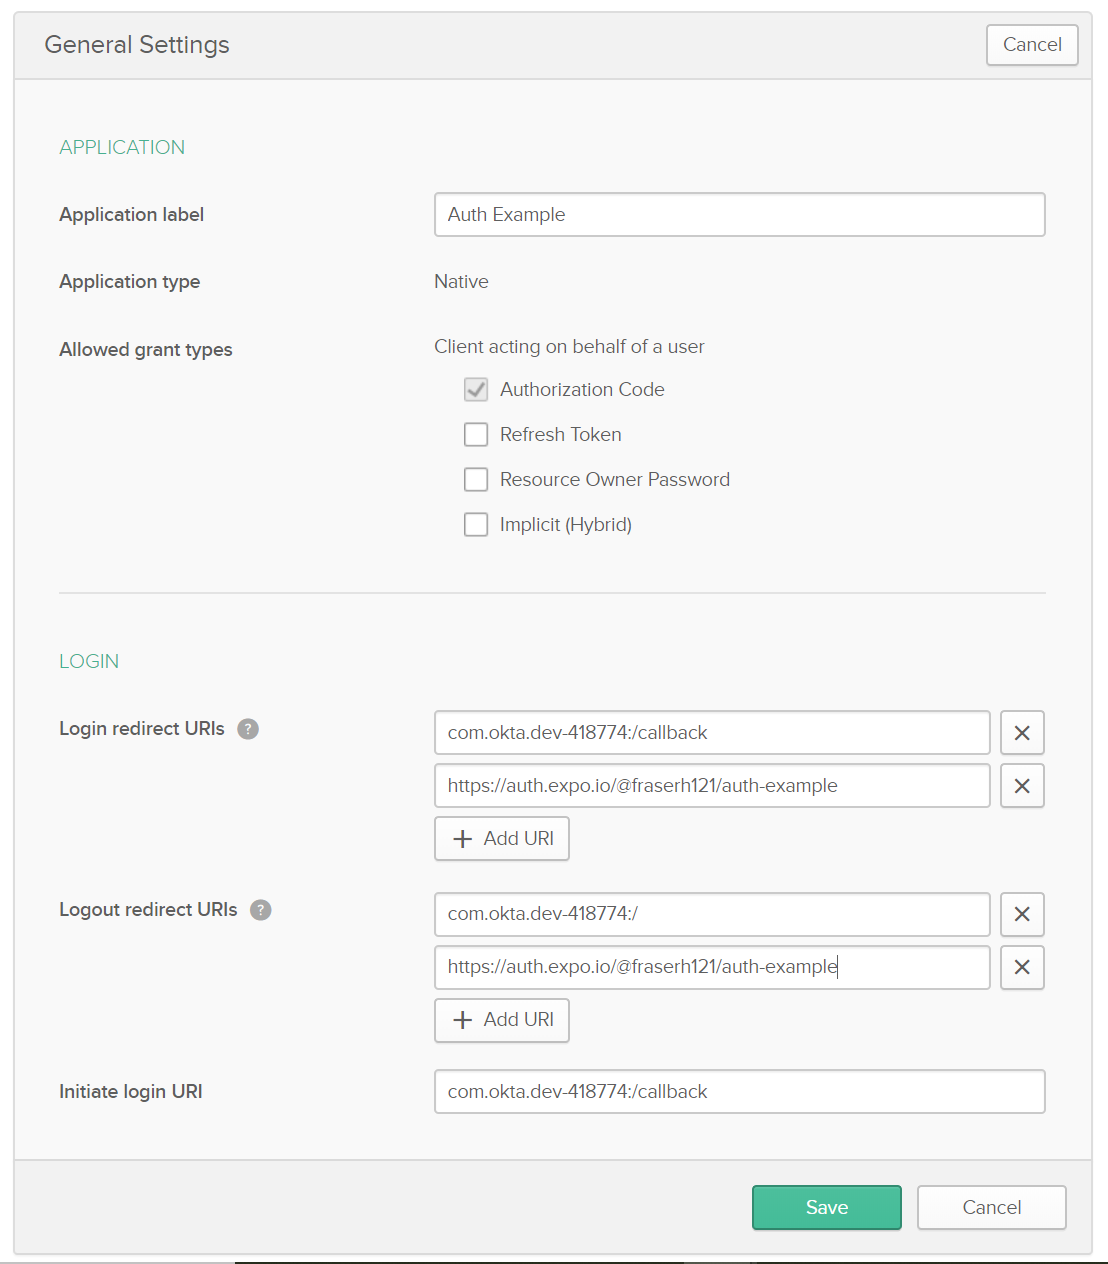 General Settings
Cancel
APPLICATION
Application label
Auth Example
Application type
Native
Allowed grant types
Client acting on behalf of a user
Authorization Code
Refresh Token
Resource Owner Password
Implicit (Hybrid)
LOGIN
Login redirect URIs ?
com.okta.dev-418774:/callback
https://auth.expo.io/@fraserh121/auth-example
Add URI
Logout redirect URIs ?
com.okta.dev-418774:/
https://auth.expo.io/@fraserh121/auth-example
Add URI
Initiate login URI
com.okta.dev-418774:/callback
Save
Cancel